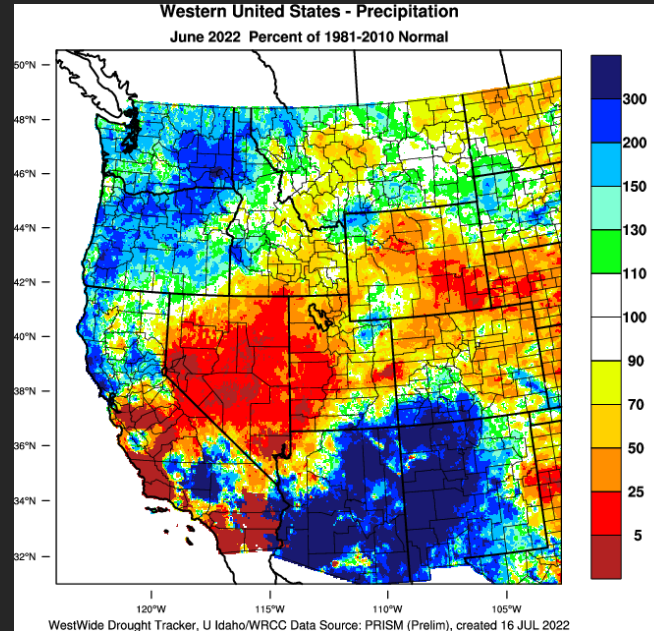 Western United States - Precipitation
June 2022 Percent of 1981-2010 Normal
50°N
48°N
46°N
44°N
42°N
40°N
38°N
36°N
34°N
32°N
120°W
115°W
110°W
105°W
300
200
150
130
110
100
90
70
50
25
5
WestWide Drought Tracker, U Idaho/WRCC Data Source: PRISM (Prelim), created 16 JUL 2022